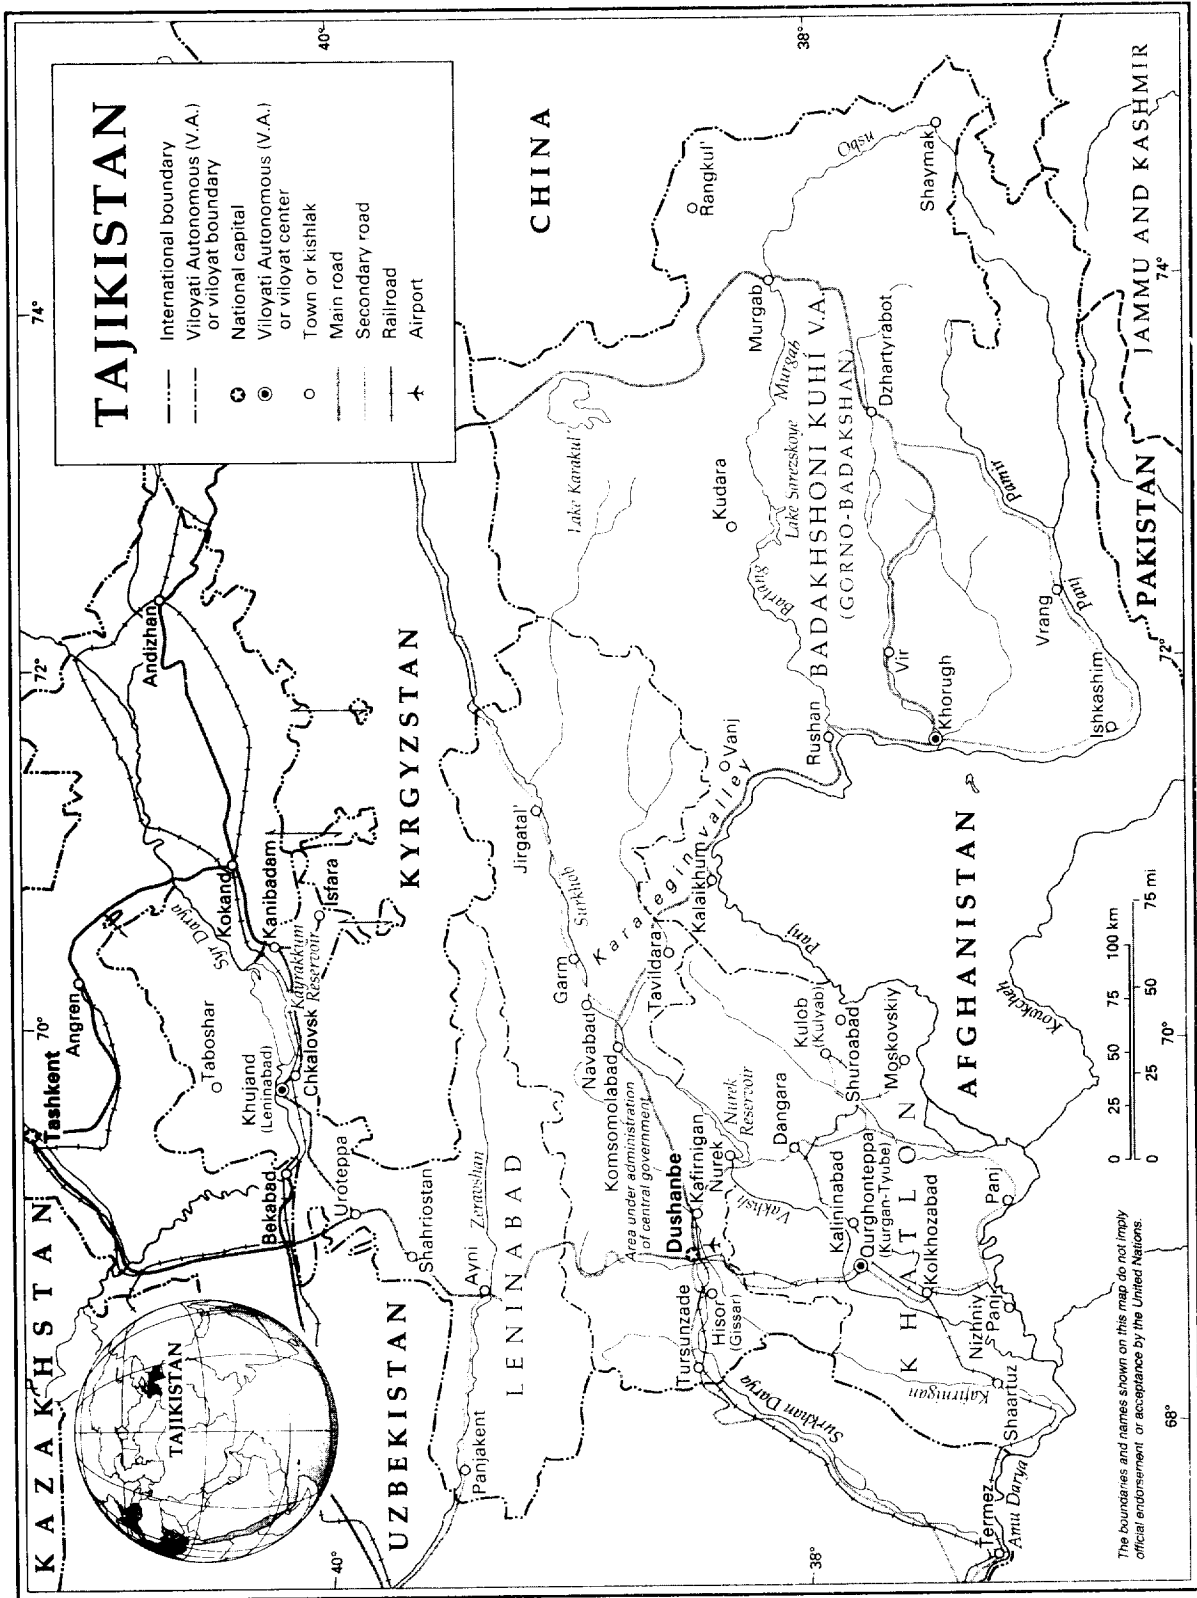 TAJIKISTAN
International boundary
Viloyati Autonomous (V.A.)
or viloyat boundary
National capital
Viloyati Autonomous (V.A.)
or viloyat center
Town or kishlak
Main road
Secondary road
Railroad
Airport
KAZAKHSTAN
TAJIKISTAN
UZBEKISTAN
KYRGYZSTAN
CHINA
AFGHANISTAN
PAKISTAN
JAMMU AND KASHMIR
LENINABAD
KHATLON
BADAKHSHONI KUHÍ V.A.
(GORNO-BADAKSHAN)
Area under administration
of central government
Karategin valley
Tashkent
Angren
Andizhan
Kokand
Syr Darya
Kanibadam
Kayrakkum
Reservoir
Isfara
Taboshar
Khujand
(Leninabad)
Chkalovsk
Bekabad
Uroteppa
Shahriostan
Zeravshan
Ayni
Panjakent
Jirgatal'
Surkhob
Garm
Navabad
Komsomolabad
Tavildara
Kalaikhum
Vanj
Dushanbe
Kafirnigan
Nurek
Nurek
Reservoir
Tursunzade
Hisor
(Gissar)
Surkhan Darya
Vakhsh
Dangara
Kulob
(Kulyab)
Shuroabad
Moskovskiy
Kalininabad
Qurghonteppa
(Kurgan-Tyube)
Kolkhozabad
Panj
Nizhniy
Panj
Kafirnigan
Shaartuz
Termez
Amu Darya
Panj
Kowkcheh
Lake Karakul'
Kudara
Rangkul'
Murgab
Murgab
Lake Sarezskoye
Bartang
Oqsu
Shaymak
Dzhartyrabot
Rushan
Vir
Khorugh
Pamir
Vrang
Panj
Ishkashim
40°
38°
74°
72°
70°
74°
72°
70°
68°
40°
38°
0 25 50 75 100 km
0 25 50 75 mi
The boundaries and names shown on this map do not imply
official endorsement or acceptance by the United Nations.